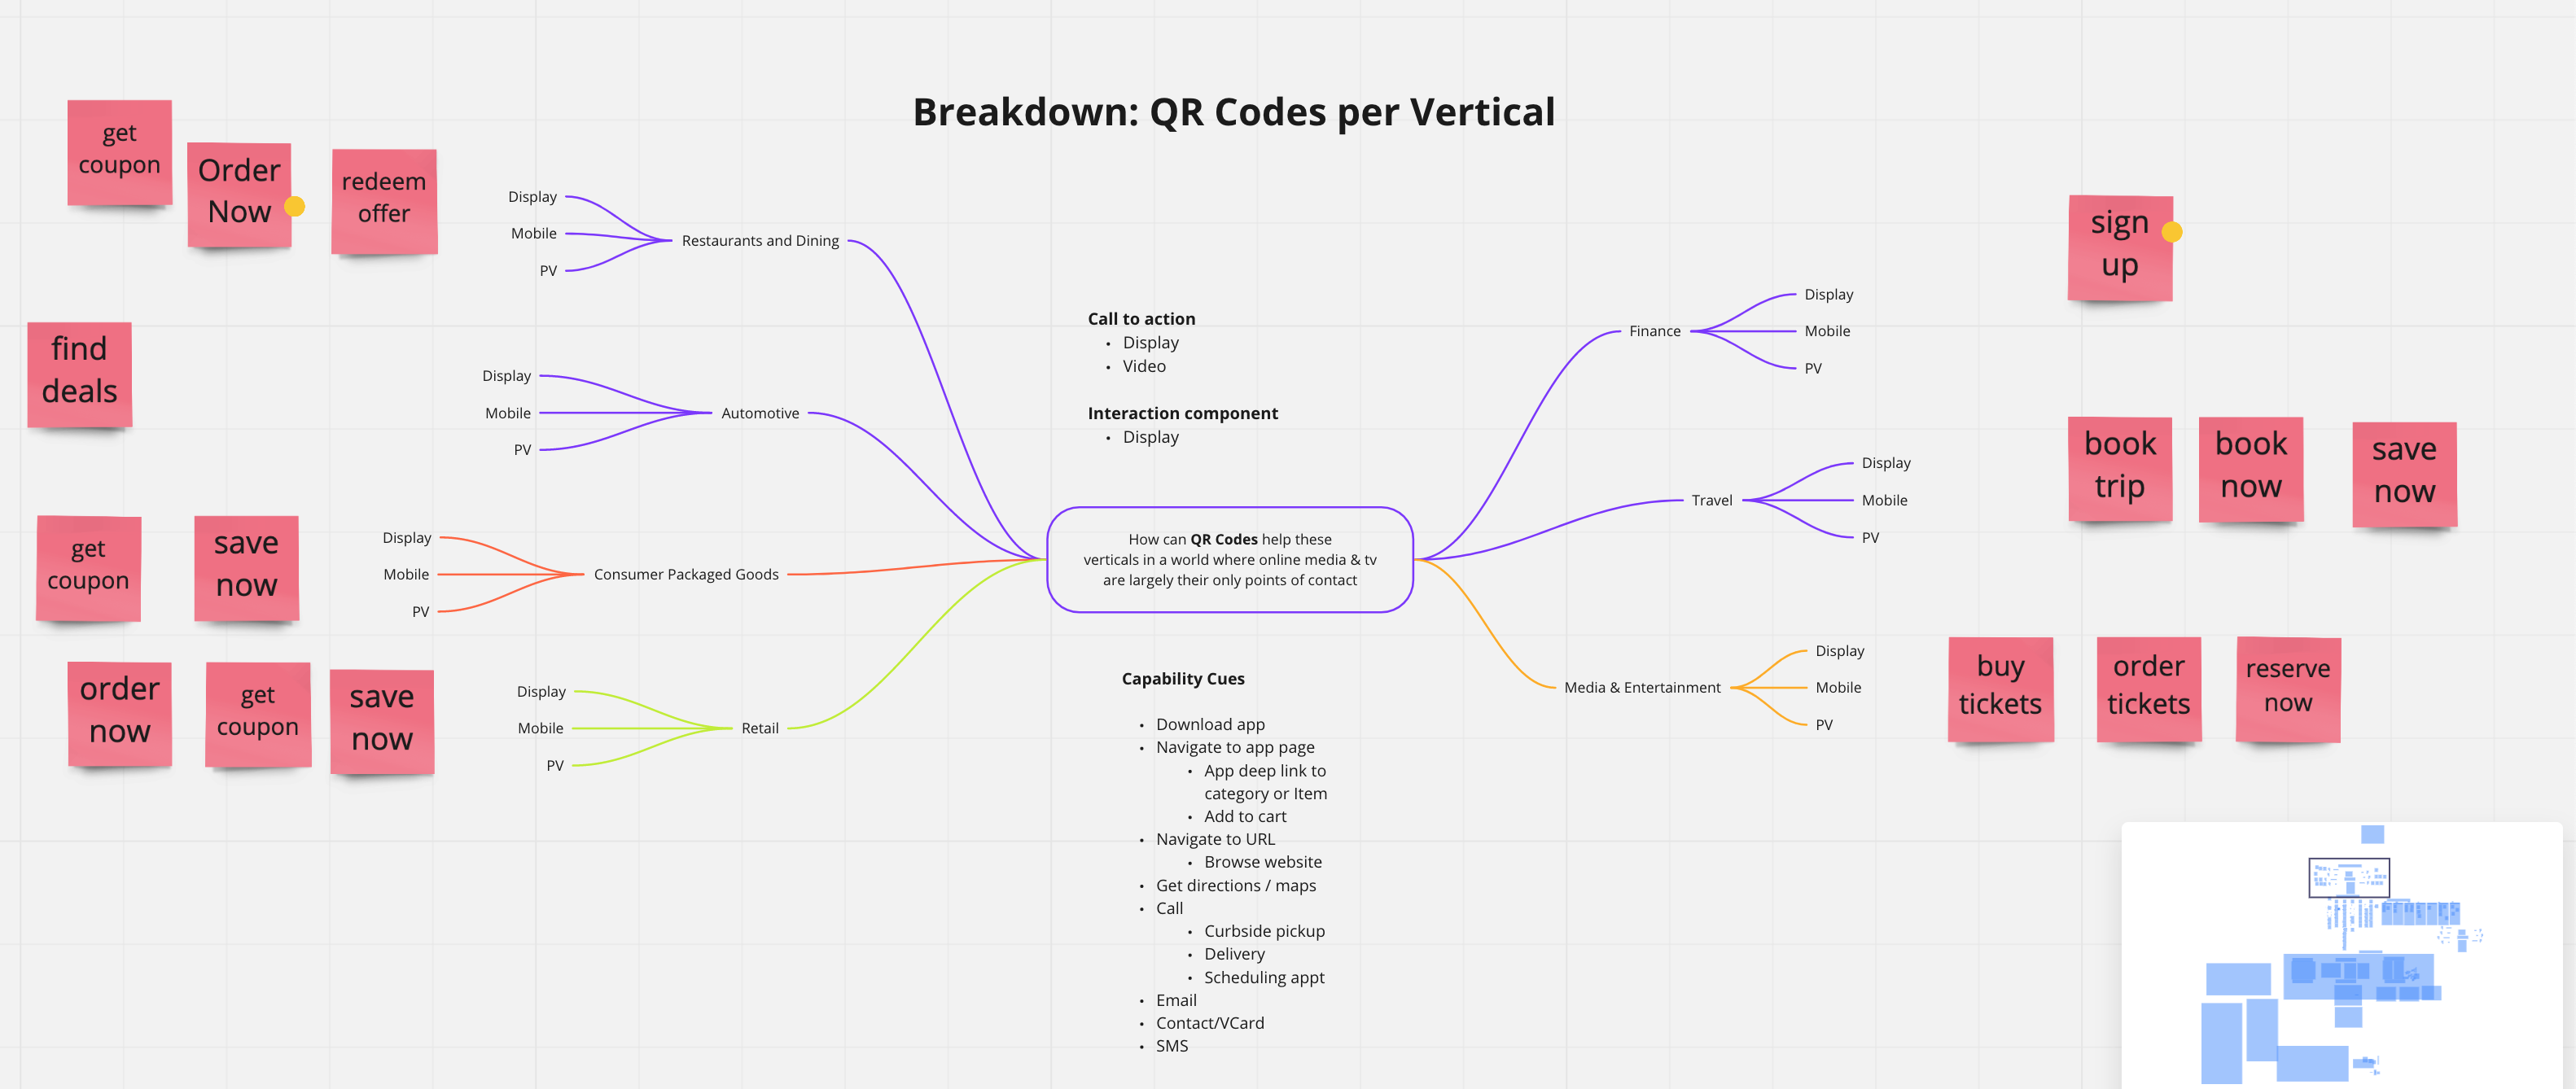 Breakdown: QR Codes per Vertical
get
coupon
Order
Now
redeem
offer
Display
Mobile
PV
Restaurants and Dining
find
deals
Display
Mobile
PV
Automotive
get
coupon
save
now
Display
Mobile
PV
Consumer Packaged Goods
order
now
get
coupon
save
now
Display
Mobile
PV
Retail
Call to action
• Display
• Video
Interaction component
• Display
How can QR Codes help these
verticals in a world where online media & tv
are largely their only points of contact
Capability Cues
• Download app
• Navigate to app page
• App deep link to
category or Item
• Add to cart
• Navigate to URL
• Browse website
• Get directions / maps
• Call
• Curbside pickup
• Delivery
• Scheduling appt
• Email
• Contact/VCard
• SMS
Finance
Display
Mobile
PV
sign
up
Travel
Display
Mobile
PV
book
trip
book
now
save
now
Media & Entertainment
Display
Mobile
PV
buy
tickets
order
tickets
reserve
now